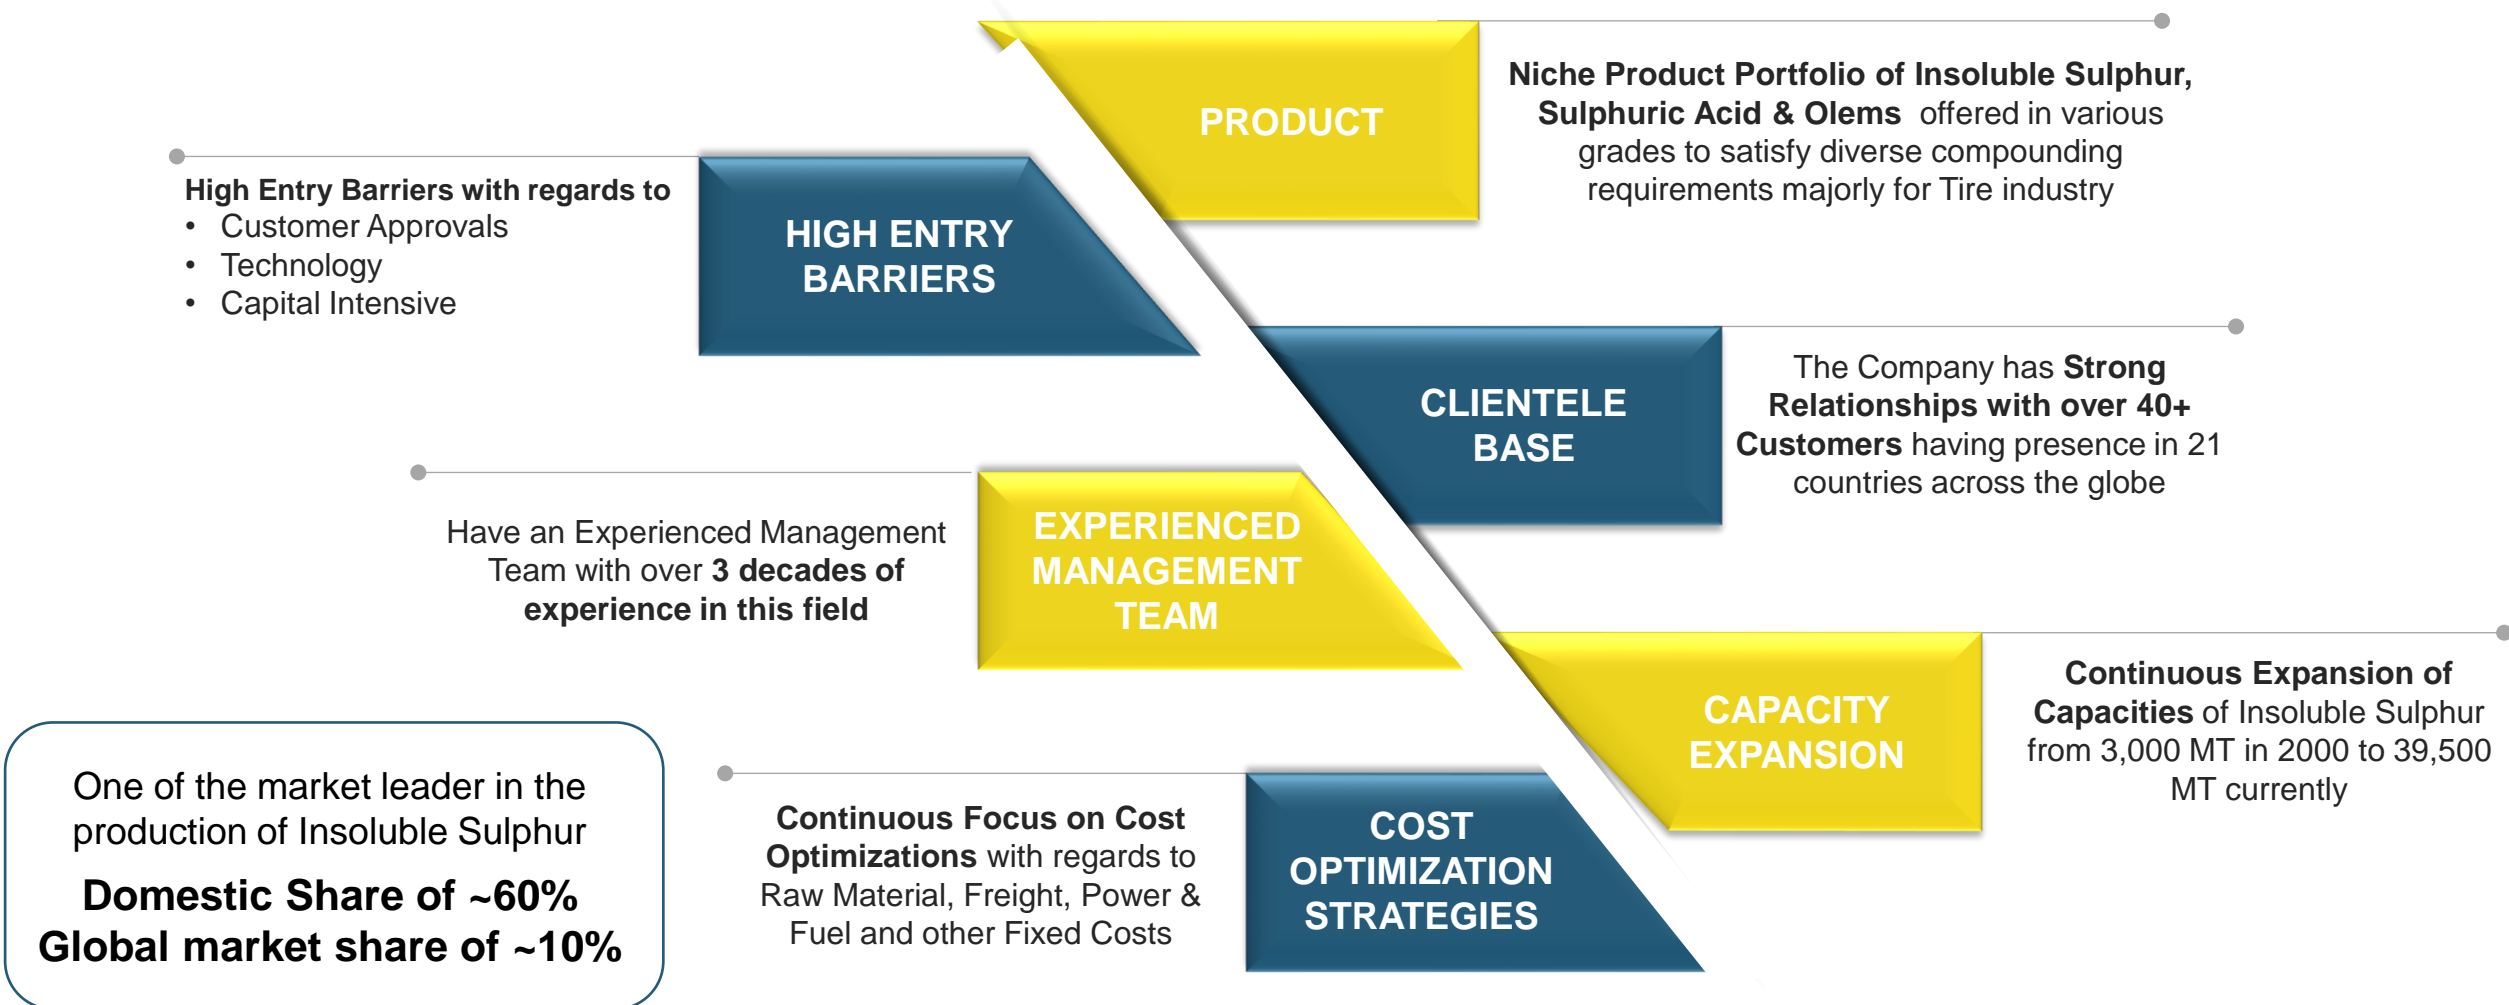 PRODUCT
Niche Product Portfolio of Insoluble Sulphur,
Sulphuric Acid & Olems offered in various
grades to satisfy diverse compounding
requirements majorly for Tire industry
High Entry Barriers with regards to
• Customer Approvals
• Technology
• Capital Intensive
HIGH ENTRY
BARRIERS
CLIENTELE
BASE
The Company has Strong
Relationships with over 40+
Customers having presence in 21
countries across the globe
Have an Experienced Management
Team with over 3 decades of
experience in this field
EXPERIENCED
MANAGEMENT
TEAM
CAPACITY
EXPANSION
Continuous Expansion of
Capacities of Insoluble Sulphur
from 3,000 MT in 2000 to 39,500
MT currently
One of the market leader in the
production of Insoluble Sulphur
Domestic Share of ~60%
Global market share of ~10%
Continuous Focus on Cost
Optimizations with regards to
Raw Material, Freight, Power &
Fuel and other Fixed Costs
COST
OPTIMIZATION
STRATEGIES